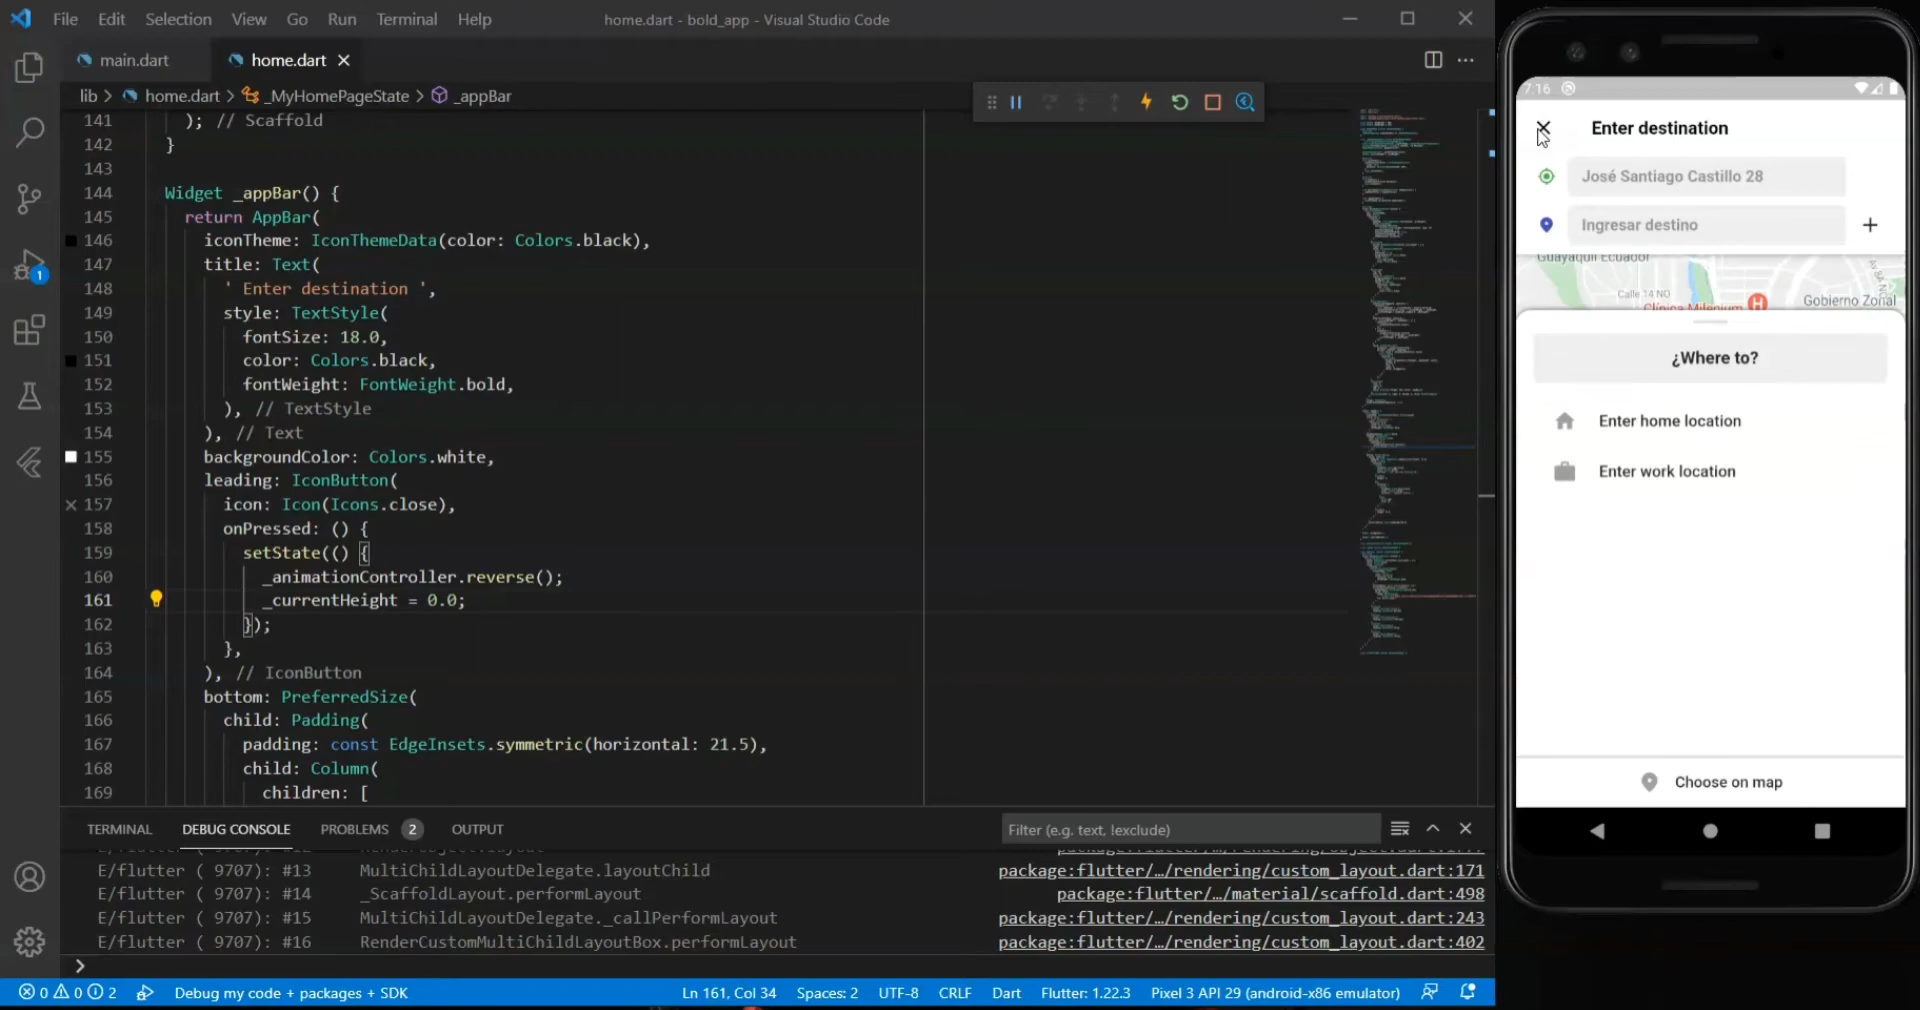 File Edit Selection View Go Run Terminal Help
home.dart - bold_app - Visual Studio Code
main.dart
home.dart
lib > home.dart > _MyHomePageState > _appBar
141 ); // Scaffold
142 }
143
144 Widget _appBar() {
145 return AppBar(
146 iconTheme: IconThemeData(color: Colors.black),
147 title: Text(
148 ' Enter destination ',
149 style: TextStyle(
150 fontSize: 18.0,
151 color: Colors.black,
152 fontWeight: FontWeight.bold,
153 ), // TextStyle
154 ), // Text
155 backgroundColor: Colors.white,
156 leading: IconButton(
157 icon: Icon(Icons.close),
158 onPressed: () {
159 setState(() {
160 _animationController.reverse();
161 _currentHeight = 0.0;
162 });
163 },
164 ), // IconButton
165 bottom: PreferredSize(
166 child: Padding(
167 padding: const EdgeInsets.symmetric(horizontal: 21.5),
168 child: Column(
169 children: [
1
TERMINAL DEBUG CONSOLE PROBLEMS 2 OUTPUT
Filter (e.g. text, !exclude)
E/flutter ( 9707): #13 MultiChildLayoutDelegate.layoutChild package:flutter/…/rendering/custom_layout.dart:171
E/flutter ( 9707): #14 _ScaffoldLayout.performLayout package:flutter/…/material/scaffold.dart:498
E/flutter ( 9707): #15 MultiChildLayoutDelegate._callPerformLayout package:flutter/…/rendering/custom_layout.dart:243
E/flutter ( 9707): #16 RenderCustomMultiChildLayoutBox.performLayout package:flutter/…/rendering/custom_layout.dart:402
0 0 2 Debug my code + packages + SDK
Ln 161, Col 34 Spaces: 2 UTF-8 CRLF Dart Flutter: 1.22.3 Pixel 3 API 29 (android-x86 emulator)
7:16
Enter destination
José Santiago Castillo 28
Ingresar destino
Guayaquil Ecuador
Calle 14 NO
Clínica Milenium H
Gobierno Zonal
¿Where to?
Enter home location
Enter work location
Choose on map